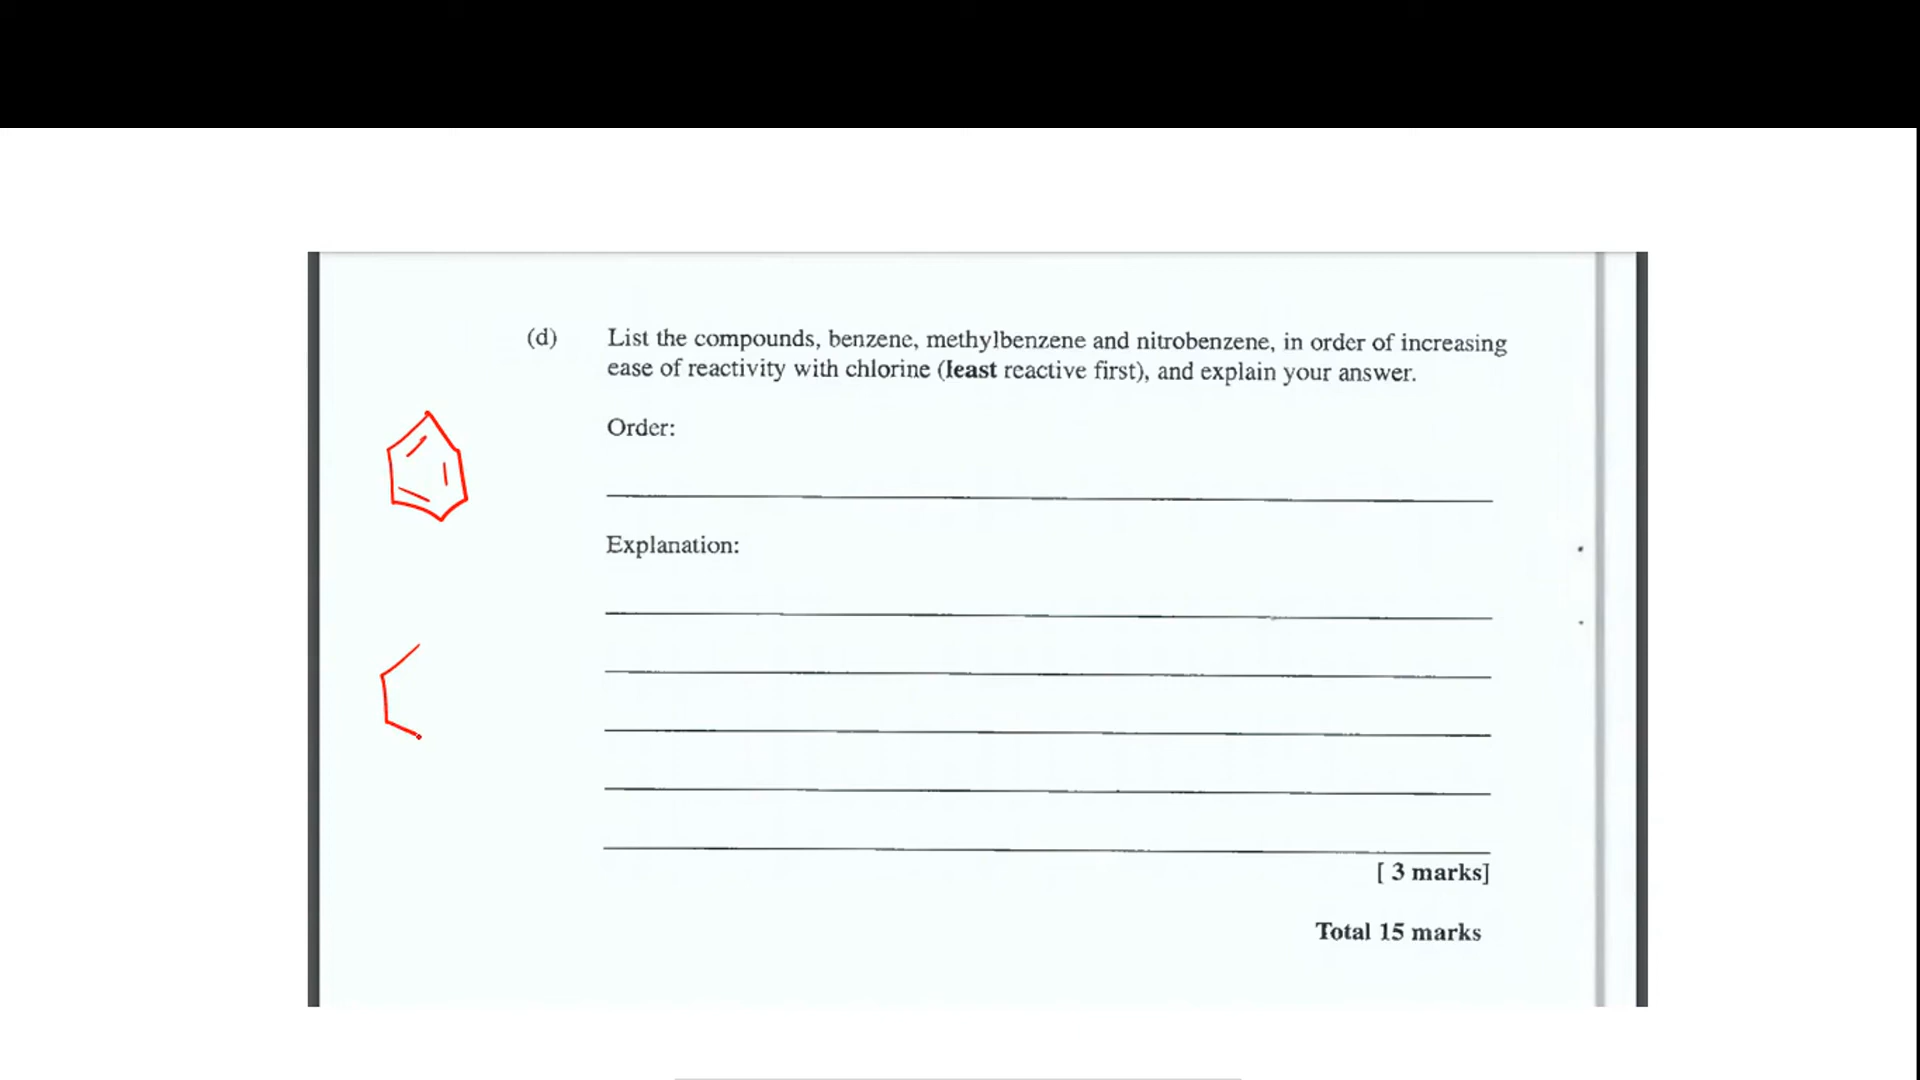 (d) List the compounds, benzene, methylbenzene and nitrobenzene, in order of increasing
ease of reactivity with chlorine (least reactive first), and explain your answer.
Order:
Explanation:
[ 3 marks]
Total 15 marks